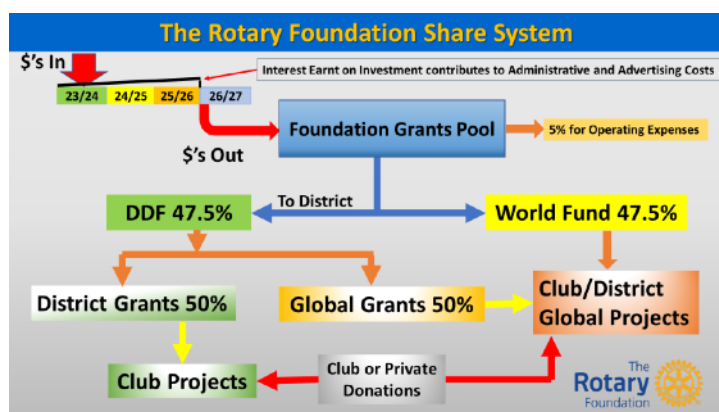 The Rotary Foundation Share System
$'s In
Interest Earnt on Investment contributes to Administrative and Advertising Costs
23/24 24/25 25/26 26/27
Foundation Grants Pool
5% for Operating Expenses
$'s Out
To District
DDF 47.5%
World Fund 47.5%
District Grants 50%
Global Grants 50%
Club/District
Global Projects
Club Projects
Club or Private
Donations
The
Rotary
Foundation